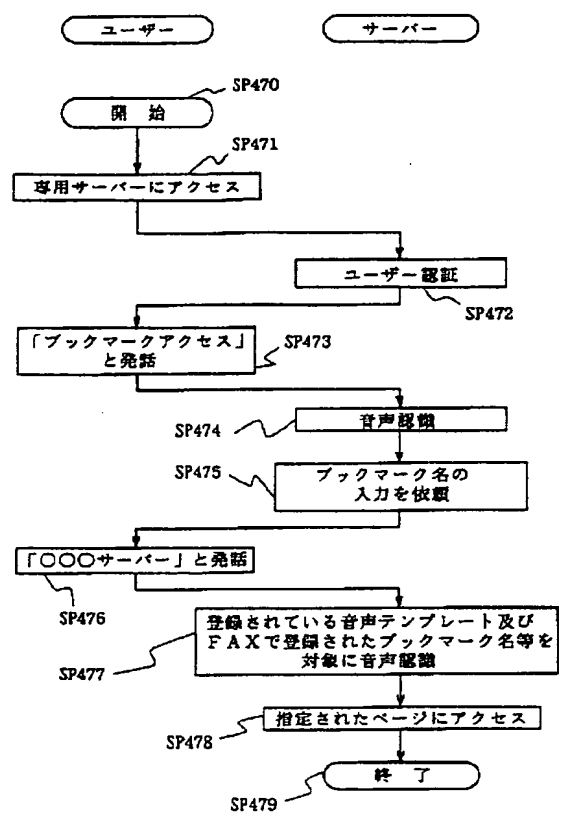 ユーザー
サーバー
SP470
開 始
SP471
専用サーバーにアクセス
ユーザー認証
SP472
「ブックマークアクセス」
と発話
SP473
音声認識
SP474
SP475
ブックマーク名の
入力を依頼
「○○○サーバー」と発話
SP476
登録されている音声テンプレート及び
FAXで登録されたブックマーク名等を
対象に音声認識
SP477
指定されたページにアクセス
SP478
終 了
SP479